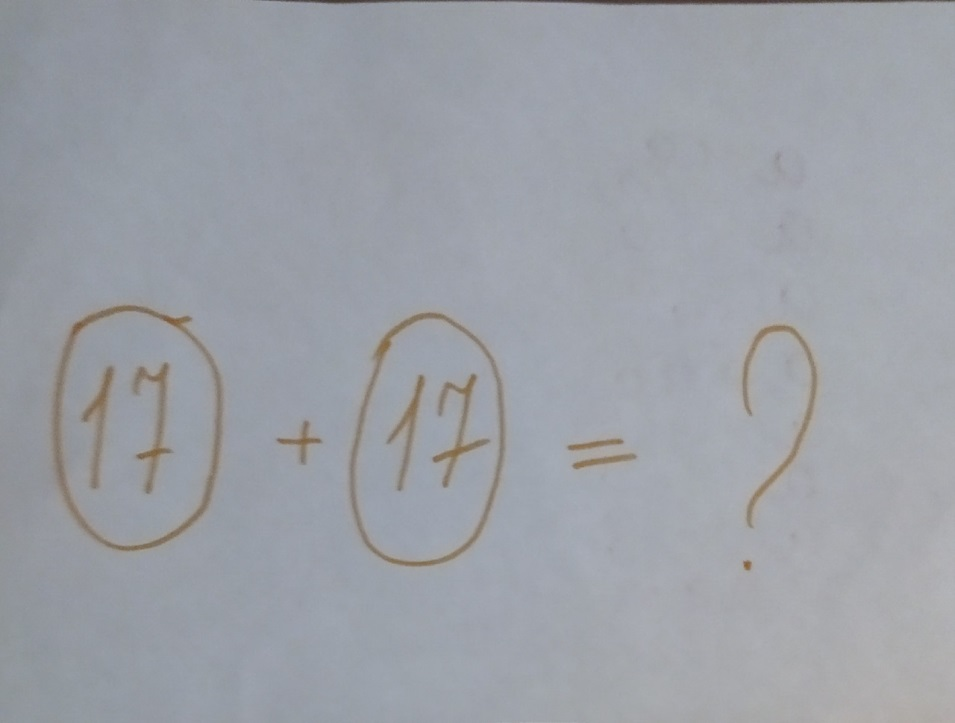 17 + 17 = ?